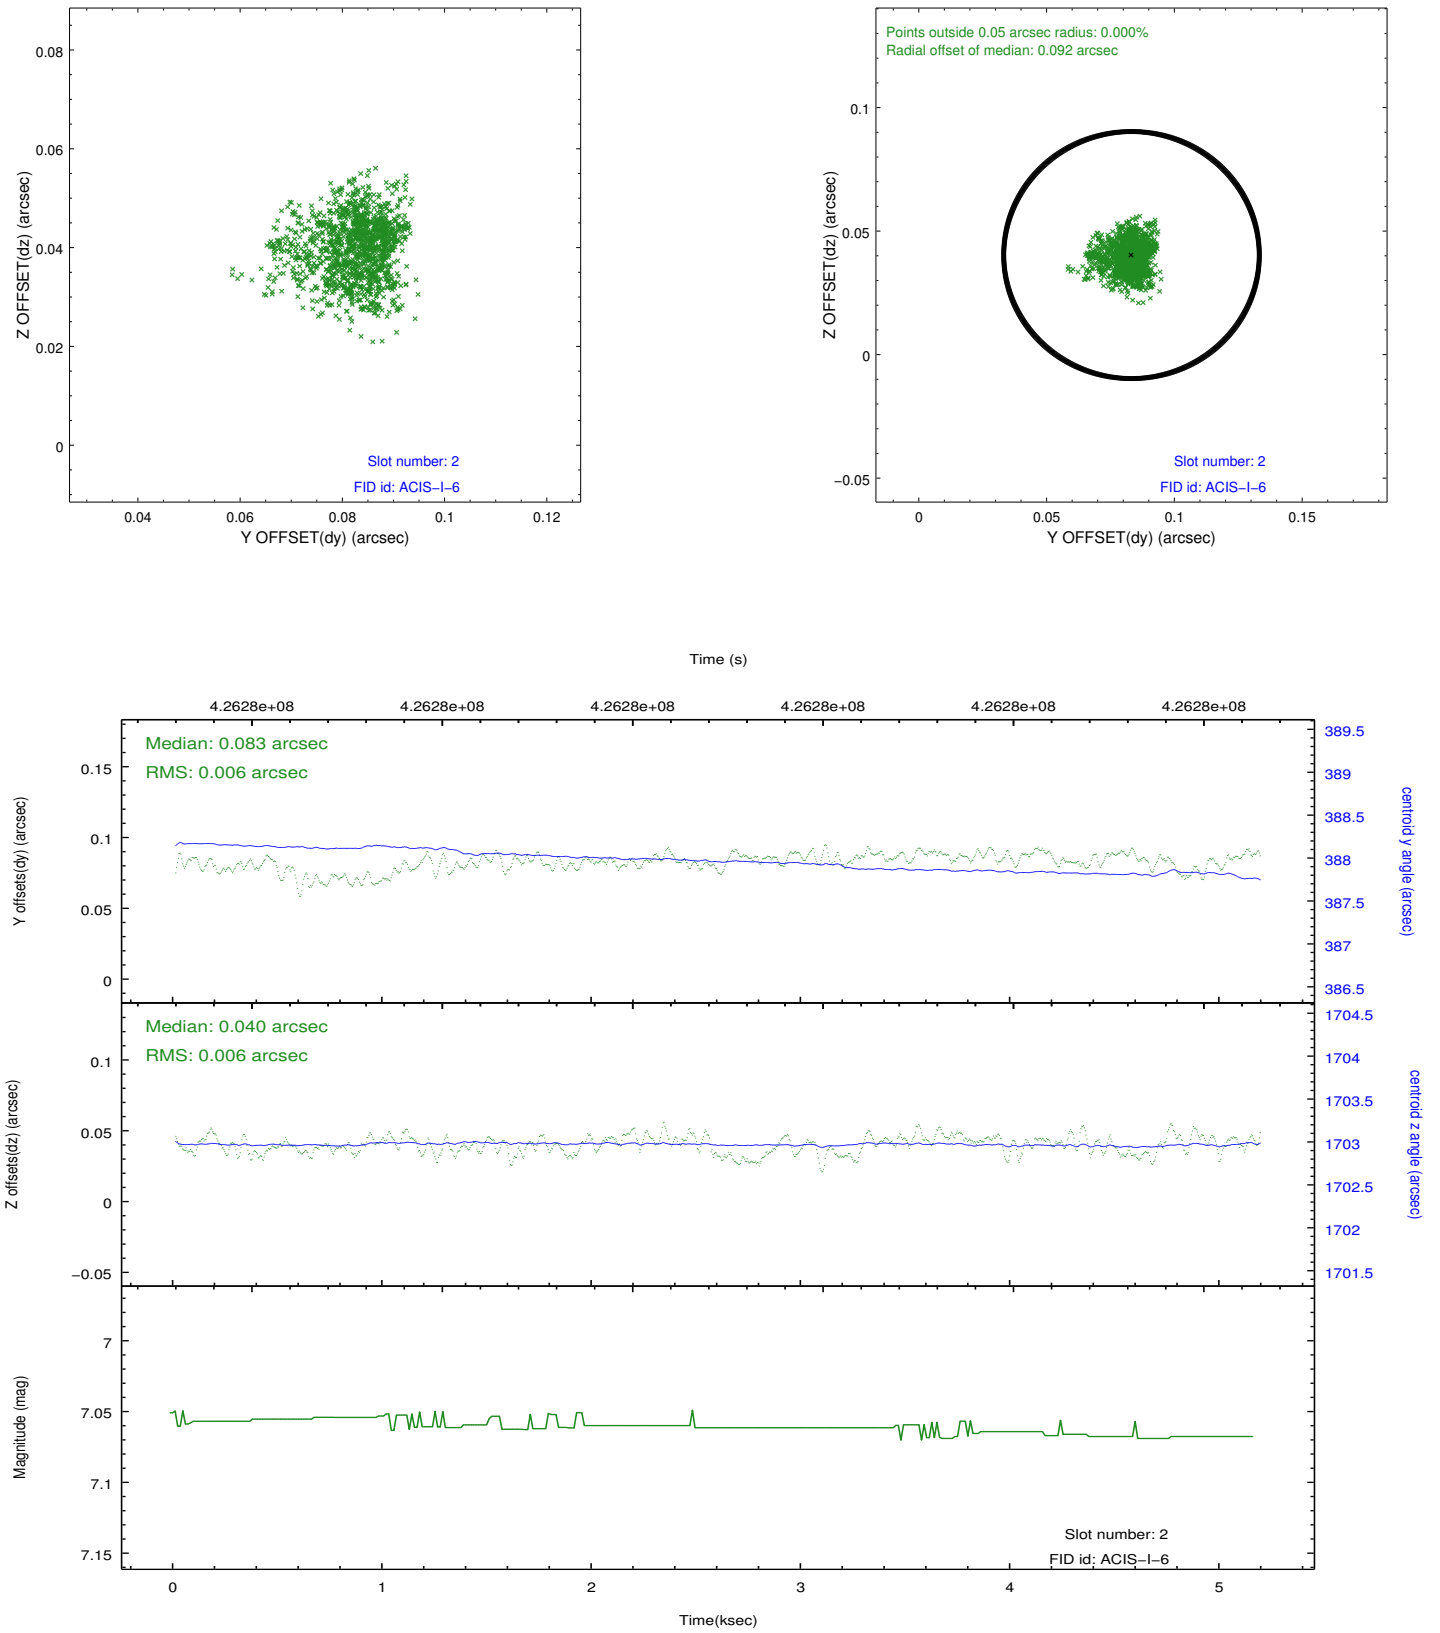 0.08
0.06
0.04
0.02
0
Z OFFSET(dz) (arcsec)
Slot number: 2
FID id: ACIS−I−6
0.04 0.06 0.08 0.1 0.12
Y OFFSET(dy) (arcsec)
Points outside 0.05 arcsec radius: 0.000%
Radial offset of median: 0.092 arcsec
0.1
0.05
0
−0.05
Z OFFSET(dz) (arcsec)
Slot number: 2
FID id: ACIS−I−6
0 0.05 0.1 0.15
Y OFFSET(dy) (arcsec)
Time (s)
4.2628e+08 4.2628e+08 4.2628e+08 4.2628e+08 4.2628e+08 4.2628e+08
Median: 0.083 arcsec
RMS: 0.006 arcsec
0.15
0.1
0.05
0
Y offsets(dy) (arcsec)
389.5
389
388.5
388
387.5
387
386.5
centroid y angle (arcsec)
Median: 0.040 arcsec
RMS: 0.006 arcsec
0.1
0.05
0
−0.05
Z offsets(dz) (arcsec)
1704.5
1704
1703.5
1703
1702.5
1702
1701.5
centroid z angle (arcsec)
7
7.05
7.1
7.15
Magnitude (mag)
Slot number: 2
FID id: ACIS−I−6
0 1 2 3 4 5
Time(ksec)